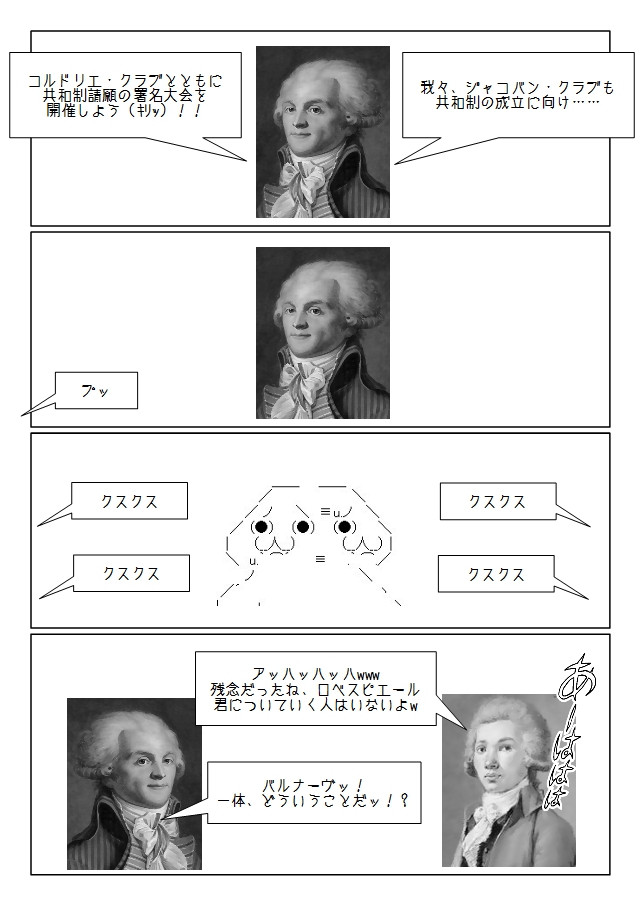 我々、ジャコバン・クラブも
共和制の成立に向け……
コルドリエ・クラブとともに
共和制請願の署名大会を
開催しよう（ｷﾘｯ）！！
プッ
クスクス
クスクス
クスクス
クスクス
あーははは
アッハッハッハwww
残念だったね、ロベスピエール
君についていく人はいないよw
バルナーヴッ！
一体、どういうことだッ！？